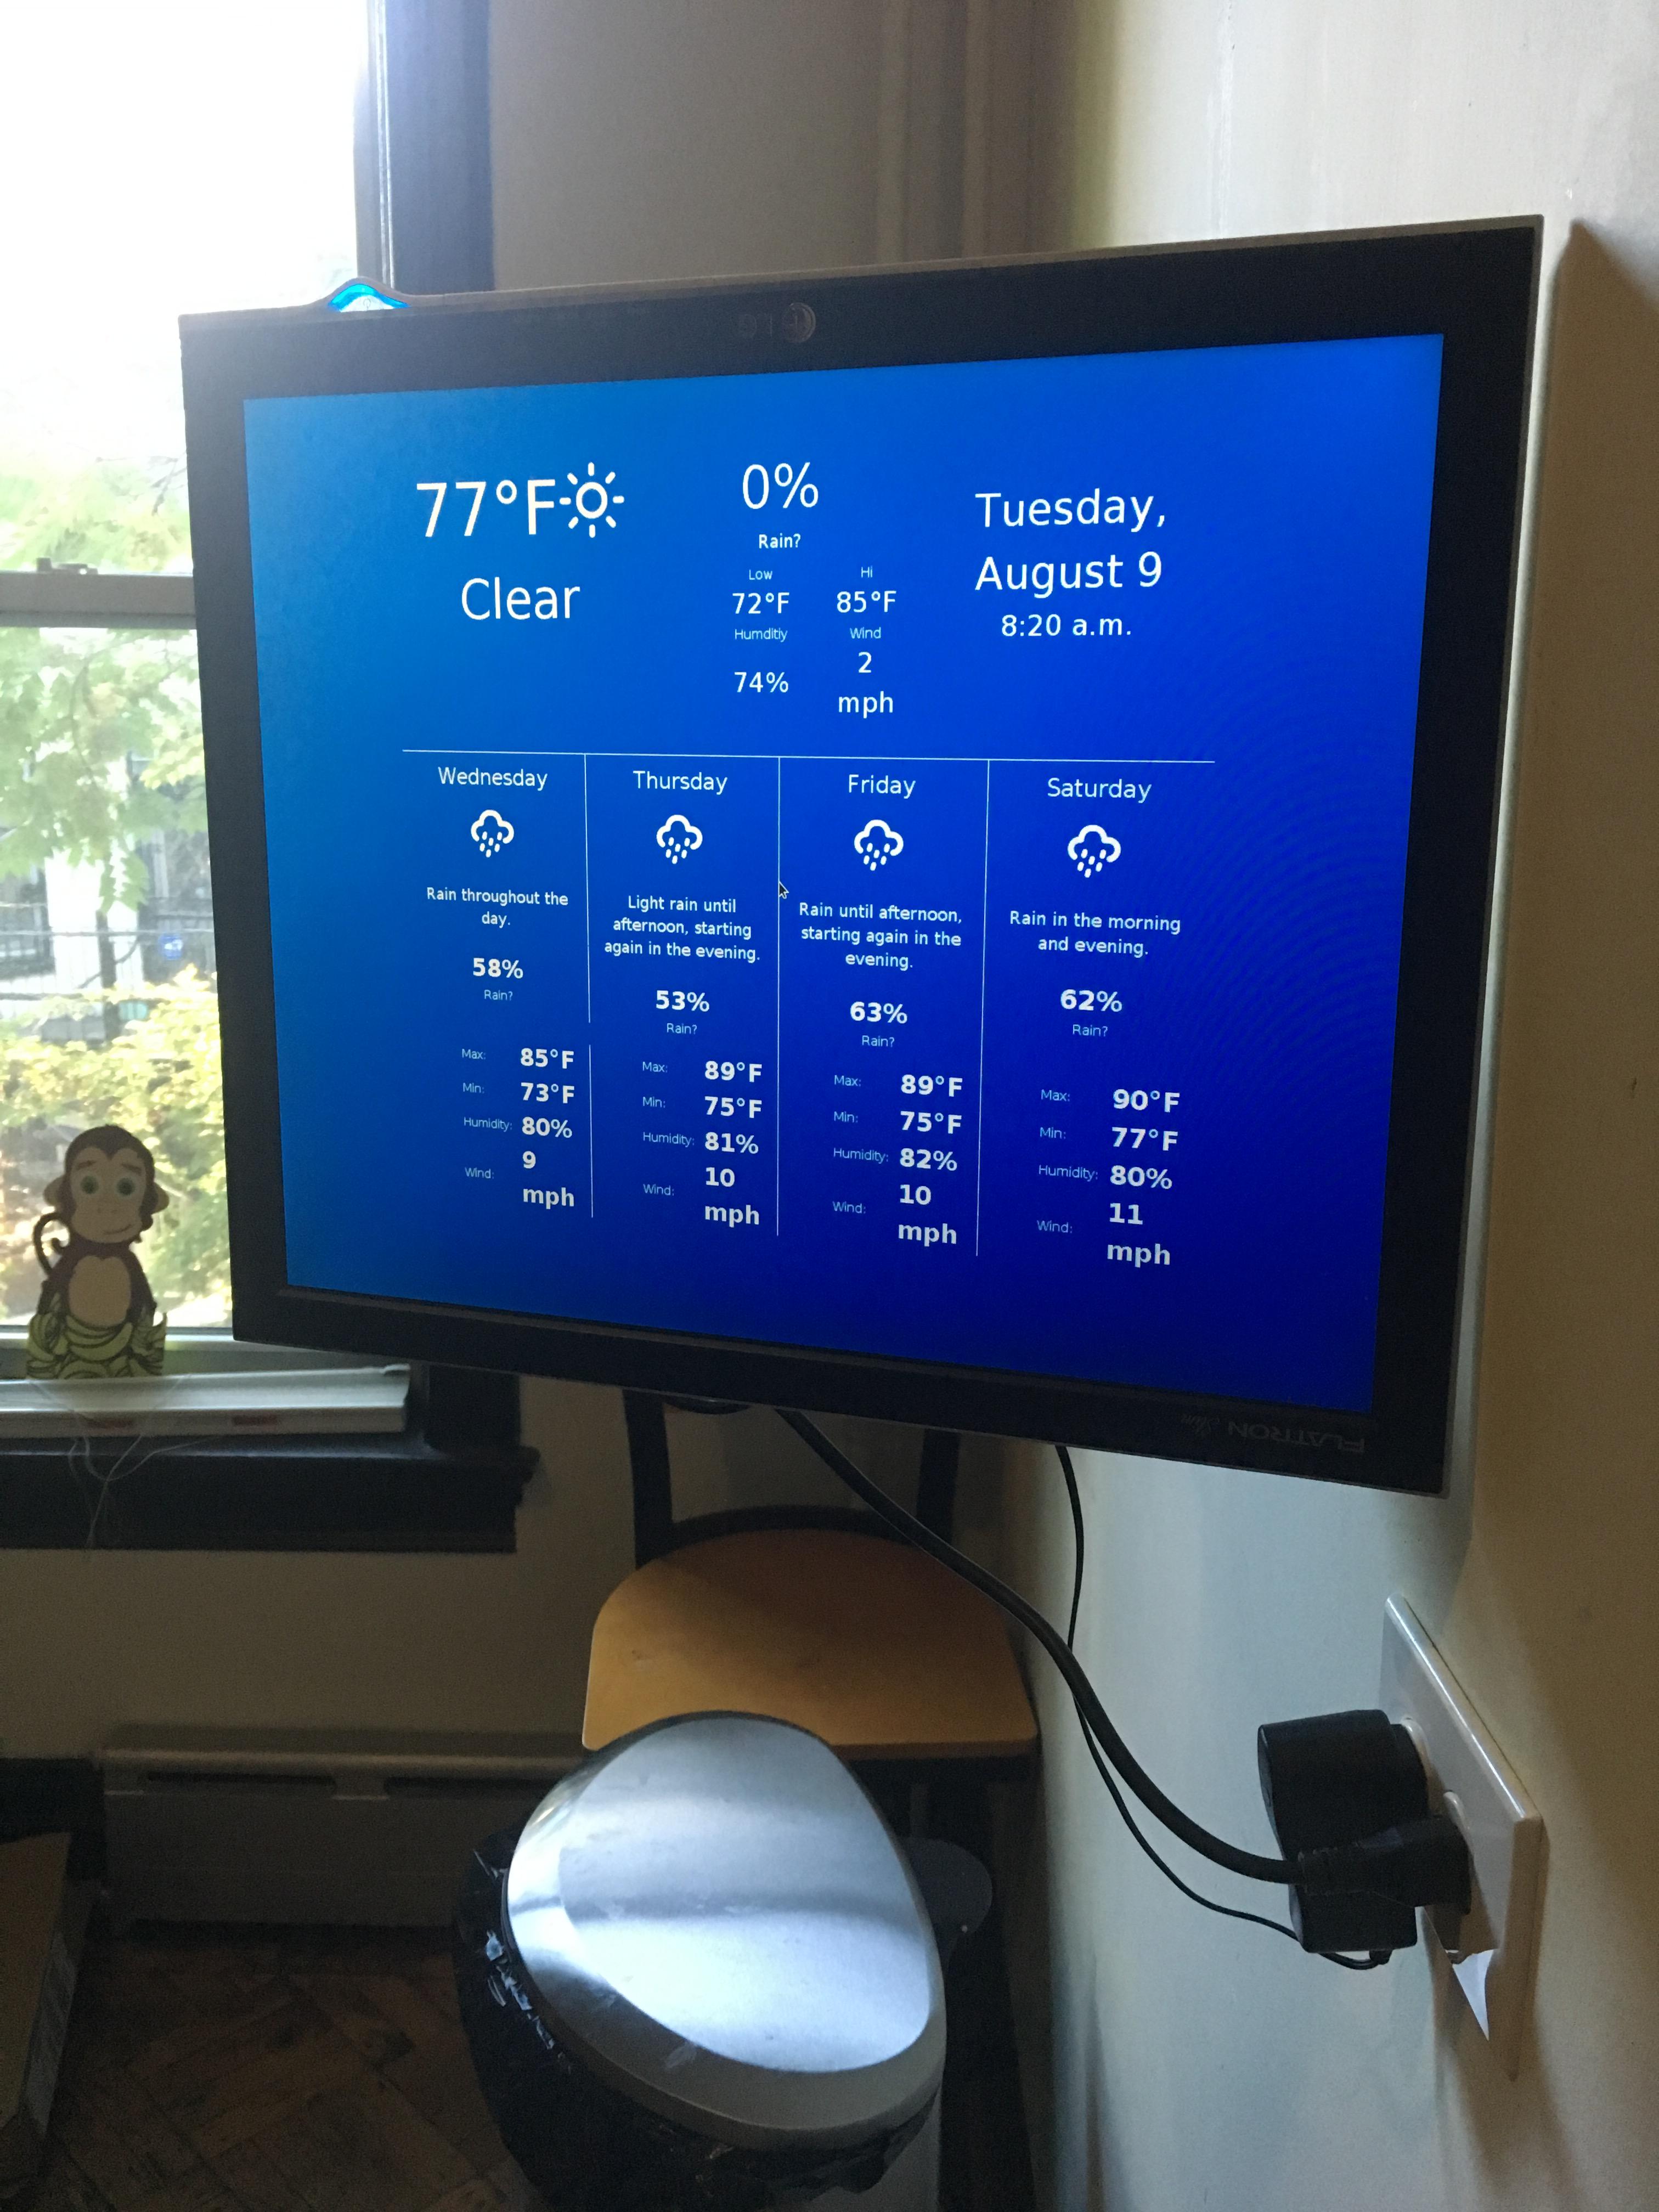 LG
77°F
Clear
0%
Rain?
Low Hi
72°F 85°F
Humditiy Wind
74% 2
mph
Tuesday,
August 9
8:20 a.m.
Wednesday
Rain throughout the
day.
58%
Rain?
Max: 85°F
Min: 73°F
Humidity: 80%
Wind: 9
mph
Thursday
Light rain until
afternoon, starting
again in the evening.
53%
Rain?
Max: 89°F
Min: 75°F
Humidity: 81%
Wind: 10
mph
Friday
Rain until afternoon,
starting again in the
evening.
63%
Rain?
Max: 89°F
Min: 75°F
Humidity: 82%
Wind: 10
mph
Saturday
Rain in the morning
and evening.
62%
Rain?
Max: 90°F
Min: 77°F
Humidity: 80%
Wind: 11
mph
FLATRON Slim